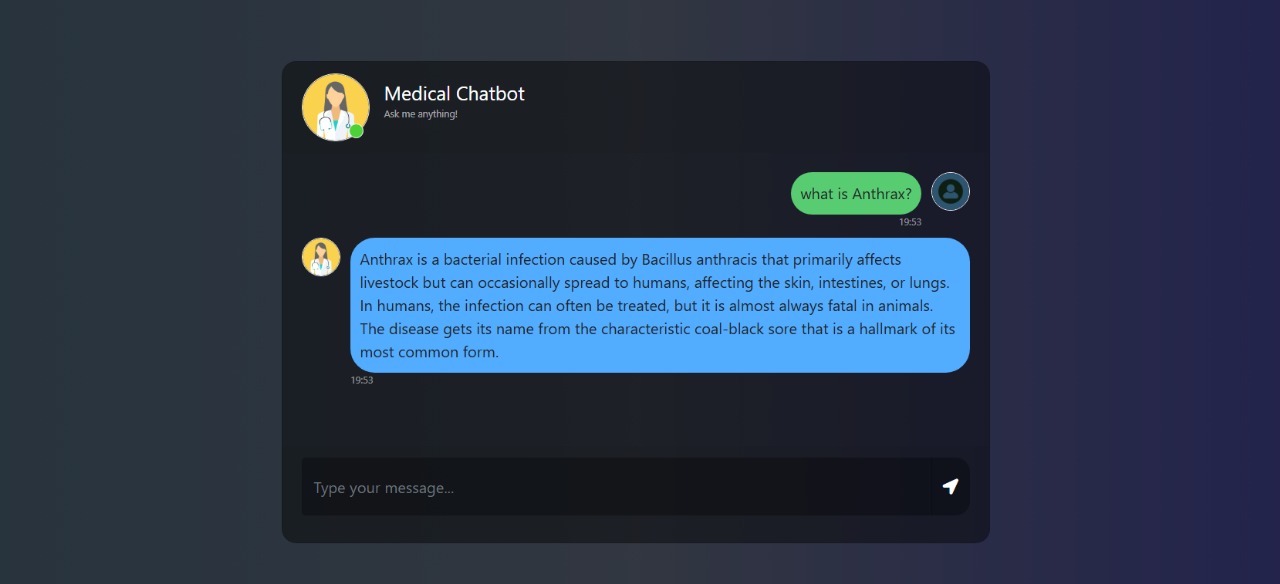 Medical Chatbot
Ask me anything!
what is Anthrax?
19:53
Anthrax is a bacterial infection caused by Bacillus anthracis that primarily affects
livestock but can occasionally spread to humans, affecting the skin, intestines, or lungs.
In humans, the infection can often be treated, but it is almost always fatal in animals.
The disease gets its name from the characteristic coal-black sore that is a hallmark of its
most common form.
19:53
Type your message...